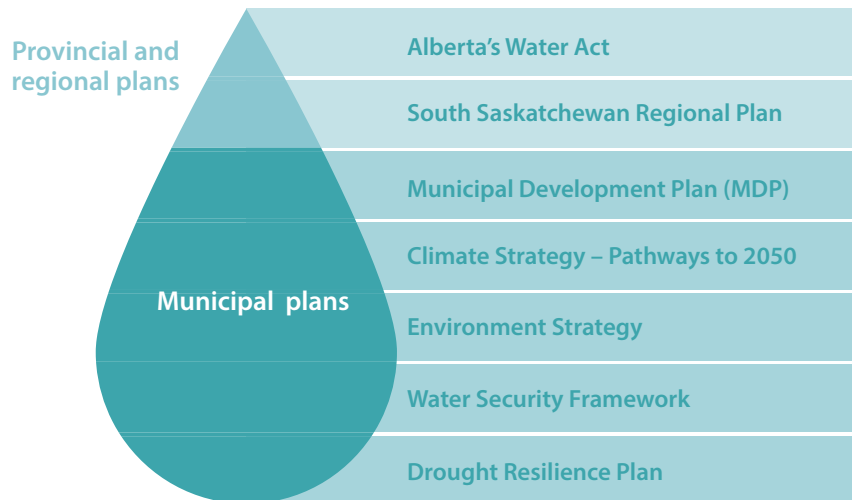 Provincial and
regional plans
Alberta’s Water Act
South Saskatchewan Regional Plan
Municipal Development Plan (MDP)
Climate Strategy – Pathways to 2050
Municipal plans
Environment Strategy
Water Security Framework
Drought Resilience Plan